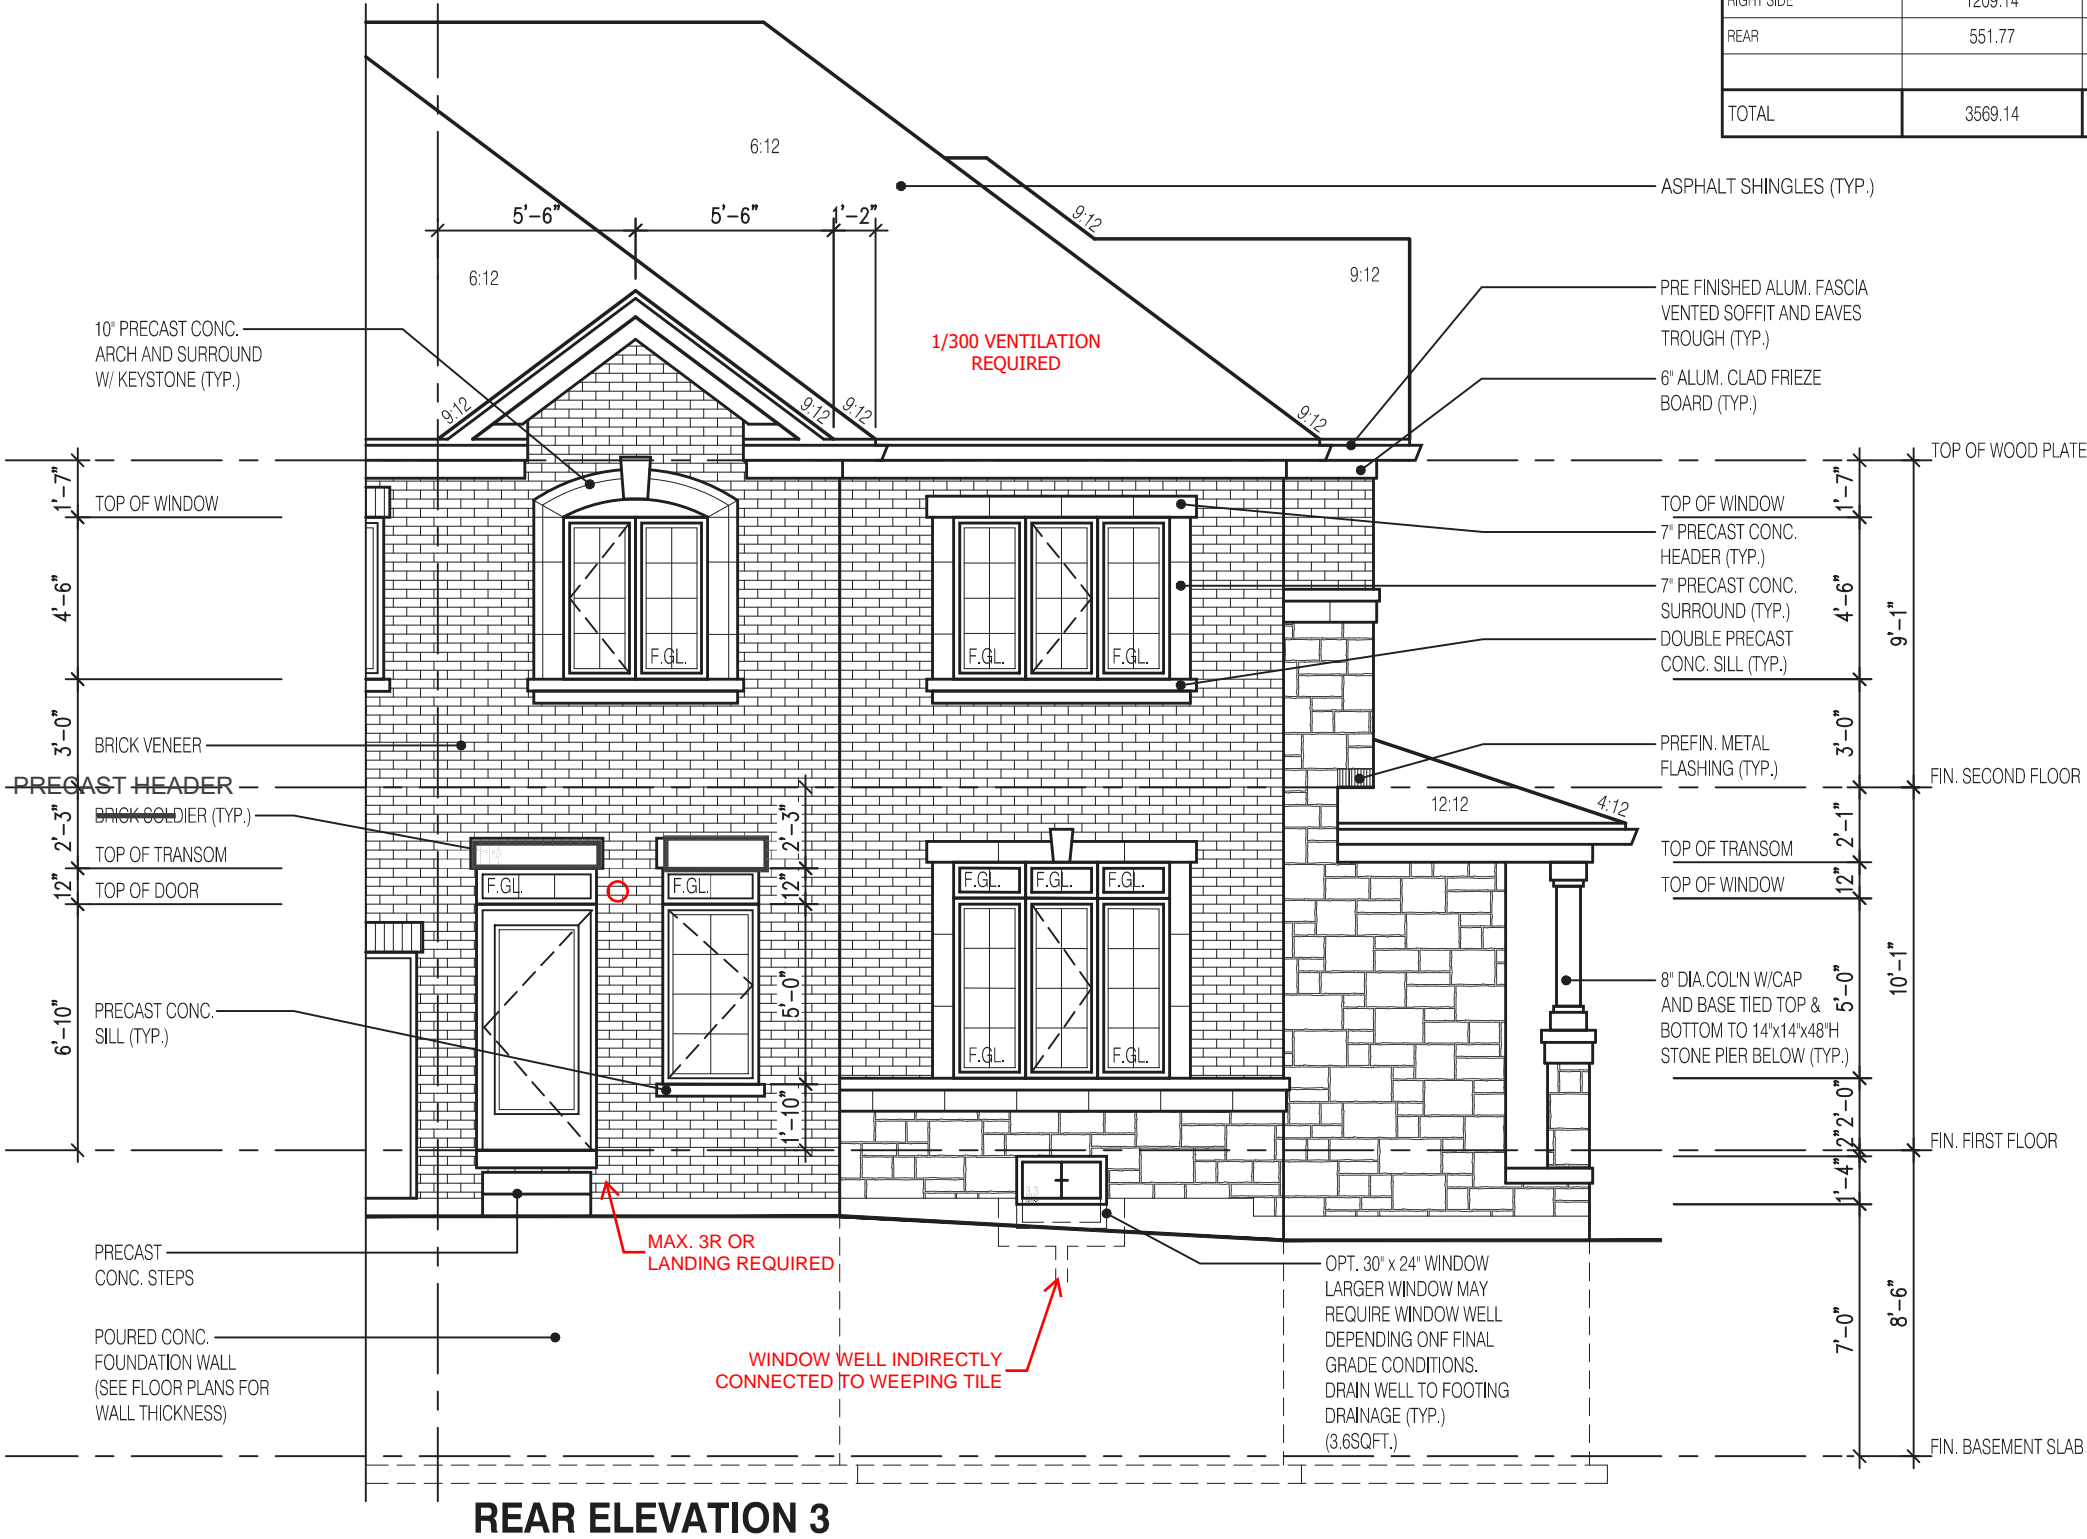 RIGHT SIDE 1209.14
REAR 551.77
TOTAL 3569.14
6:12
ASPHALT SHINGLES (TYP.)
5'-6" 5'-6" 1'-2"
9:12
6:12
9:12
PRE FINISHED ALUM. FASCIA
VENTED SOFFIT AND EAVES
TROUGH (TYP.)
10" PRECAST CONC.
ARCH AND SURROUND
W/ KEYSTONE (TYP.)
1/300 VENTILATION
REQUIRED
6" ALUM. CLAD FRIEZE
BOARD (TYP.)
9:12 9:12 9:12 9:12
TOP OF WOOD PLATE
1'-7"
TOP OF WINDOW
TOP OF WINDOW
1'-7"
7" PRECAST CONC.
HEADER (TYP.)
4'-6"
7" PRECAST CONC.
SURROUND (TYP.)
4'-6"
9'-1"
DOUBLE PRECAST
CONC. SILL (TYP.)
F.GL. F.GL. F.GL.
3'-0"
BRICK VENEER
PREFIN. METAL
FLASHING (TYP.)
3'-0"
PRECAST HEADER
FIN. SECOND FLOOR
BRICK SOLDIER (TYP.)
2'-3"
2'-3"
12:12 4:12
2'-1"
TOP OF TRANSOM
TOP OF TRANSOM
12"
TOP OF DOOR
F.GL. F.GL.
12"
F.GL. F.GL. F.GL.
TOP OF WINDOW
12"
6'-10"
PRECAST CONC.
SILL (TYP.)
5'-0"
F.GL. F.GL.
8" DIA.COL'N W/CAP
AND BASE TIED TOP &
BOTTOM TO 14"x14"x48"H
STONE PIER BELOW (TYP.)
5'-0"
10'-1"
1'-10"
2'-0"
2"
FIN. FIRST FLOOR
1'-4"
PRECAST
CONC. STEPS
MAX. 3R OR
LANDING REQUIRED
OPT. 30" x 24" WINDOW
LARGER WINDOW MAY
REQUIRE WINDOW WELL
DEPENDING ONF FINAL
GRADE CONDITIONS.
DRAIN WELL TO FOOTING
DRAINAGE (TYP.)
(3.6SQFT.)
7'-0"
8'-6"
POURED CONC.
FOUNDATION WALL
(SEE FLOOR PLANS FOR
WALL THICKNESS)
WINDOW WELL INDIRECTLY
CONNECTED TO WEEPING TILE
FIN. BASEMENT SLAB
REAR ELEVATION 3